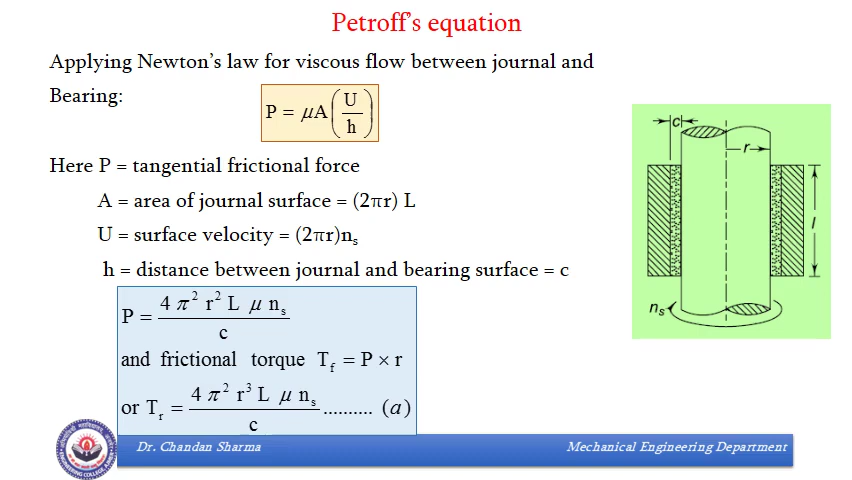 Petroff's equation
Applying Newton's law for viscous flow between journal and
Bearing:
P = μA(U/h)
Here P = tangential frictional force
A = area of journal surface = (2πr) L
U = surface velocity = (2πr)nₛ
h = distance between journal and bearing surface = c
P = 4 π² r² L μ nₛ / c
and frictional torque T_f = P × r
or T_r = 4 π² r³ L μ nₛ / c .......... (a)
c
r
l
nₛ
Dr. Chandan Sharma
Mechanical Engineering Department